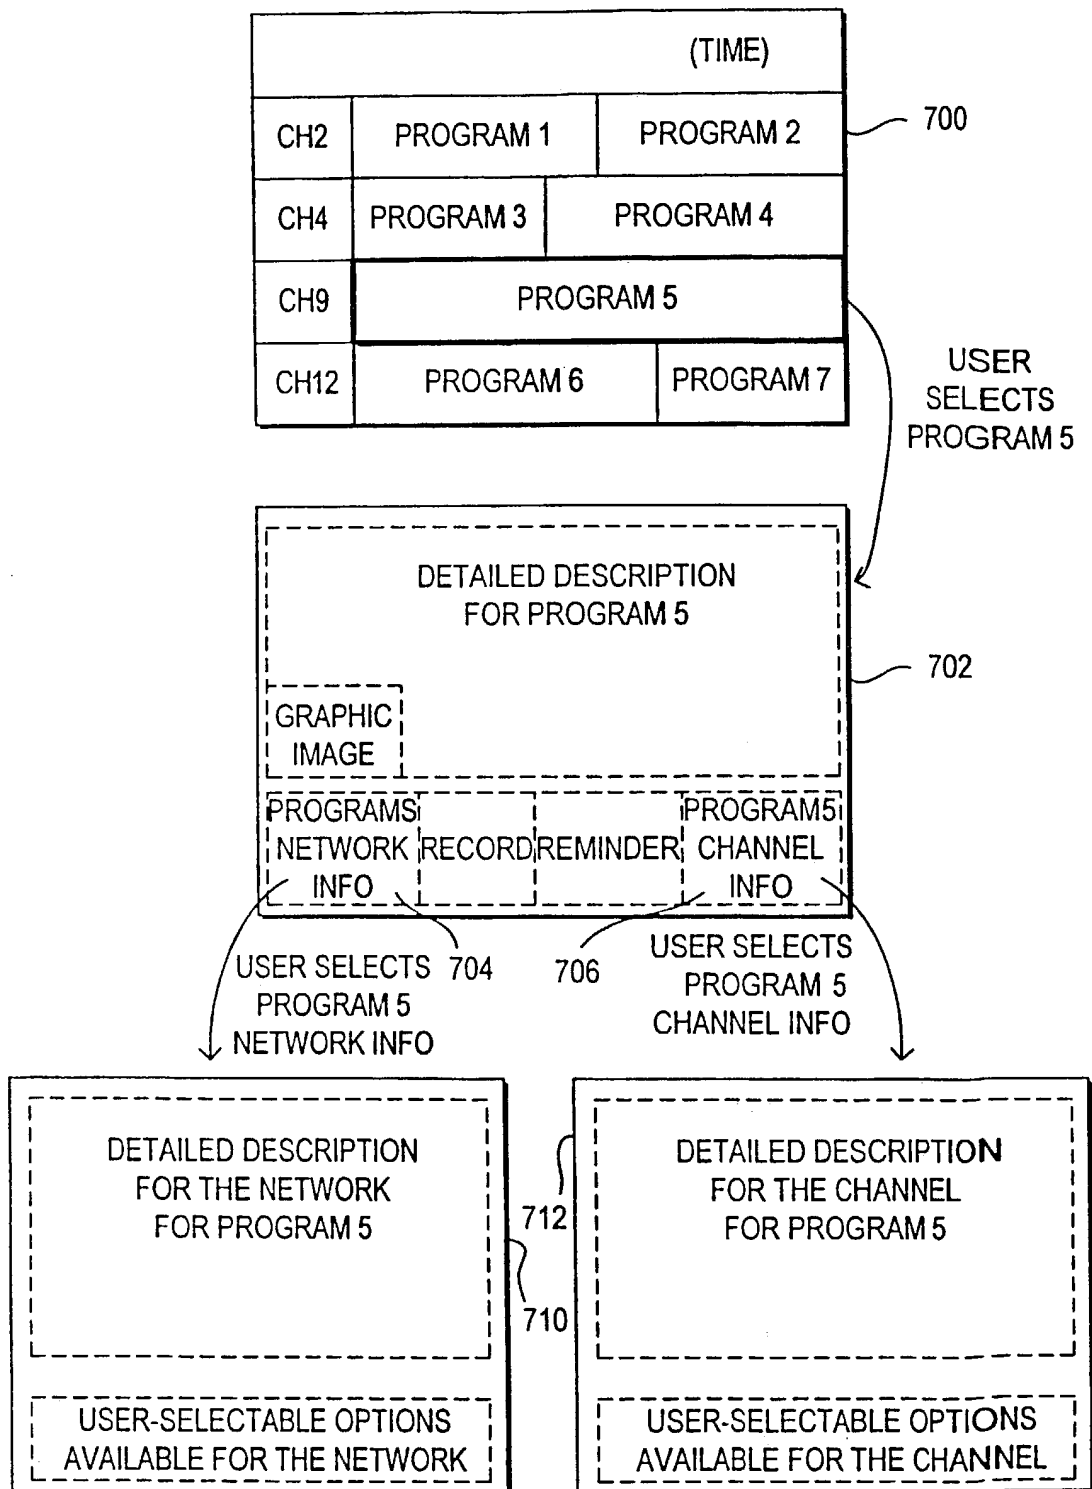 (TIME)
CH2 PROGRAM 1 PROGRAM 2
700
CH4 PROGRAM 3 PROGRAM 4
CH9 PROGRAM 5
CH12 PROGRAM 6 PROGRAM 7
USER
SELECTS
PROGRAM 5
DETAILED DESCRIPTION
FOR PROGRAM 5
702
GRAPHIC
IMAGE
PROGRAMS
NETWORK
INFO
RECORD
REMINDER
PROGRAM5
CHANNEL
INFO
704
706
USER SELECTS
PROGRAM 5
NETWORK INFO
USER SELECTS
PROGRAM 5
CHANNEL INFO
DETAILED DESCRIPTION
FOR THE NETWORK
FOR PROGRAM 5
710
USER-SELECTABLE OPTIONS
AVAILABLE FOR THE NETWORK
712
DETAILED DESCRIPTION
FOR THE CHANNEL
FOR PROGRAM 5
USER-SELECTABLE OPTIONS
AVAILABLE FOR THE CHANNEL